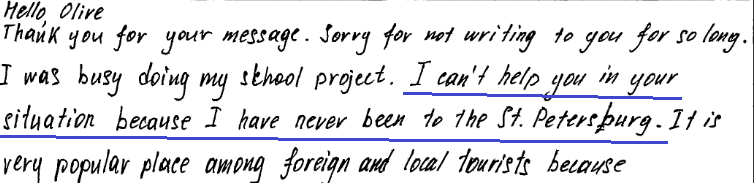 Hello, Olive
Thank you for your message. Sorry for not writing to you for so long.
I was busy doing my school project. I can't help you in your
situation because I have never been to the St. Petersburg. It is
very popular place among foreign and local tourists because